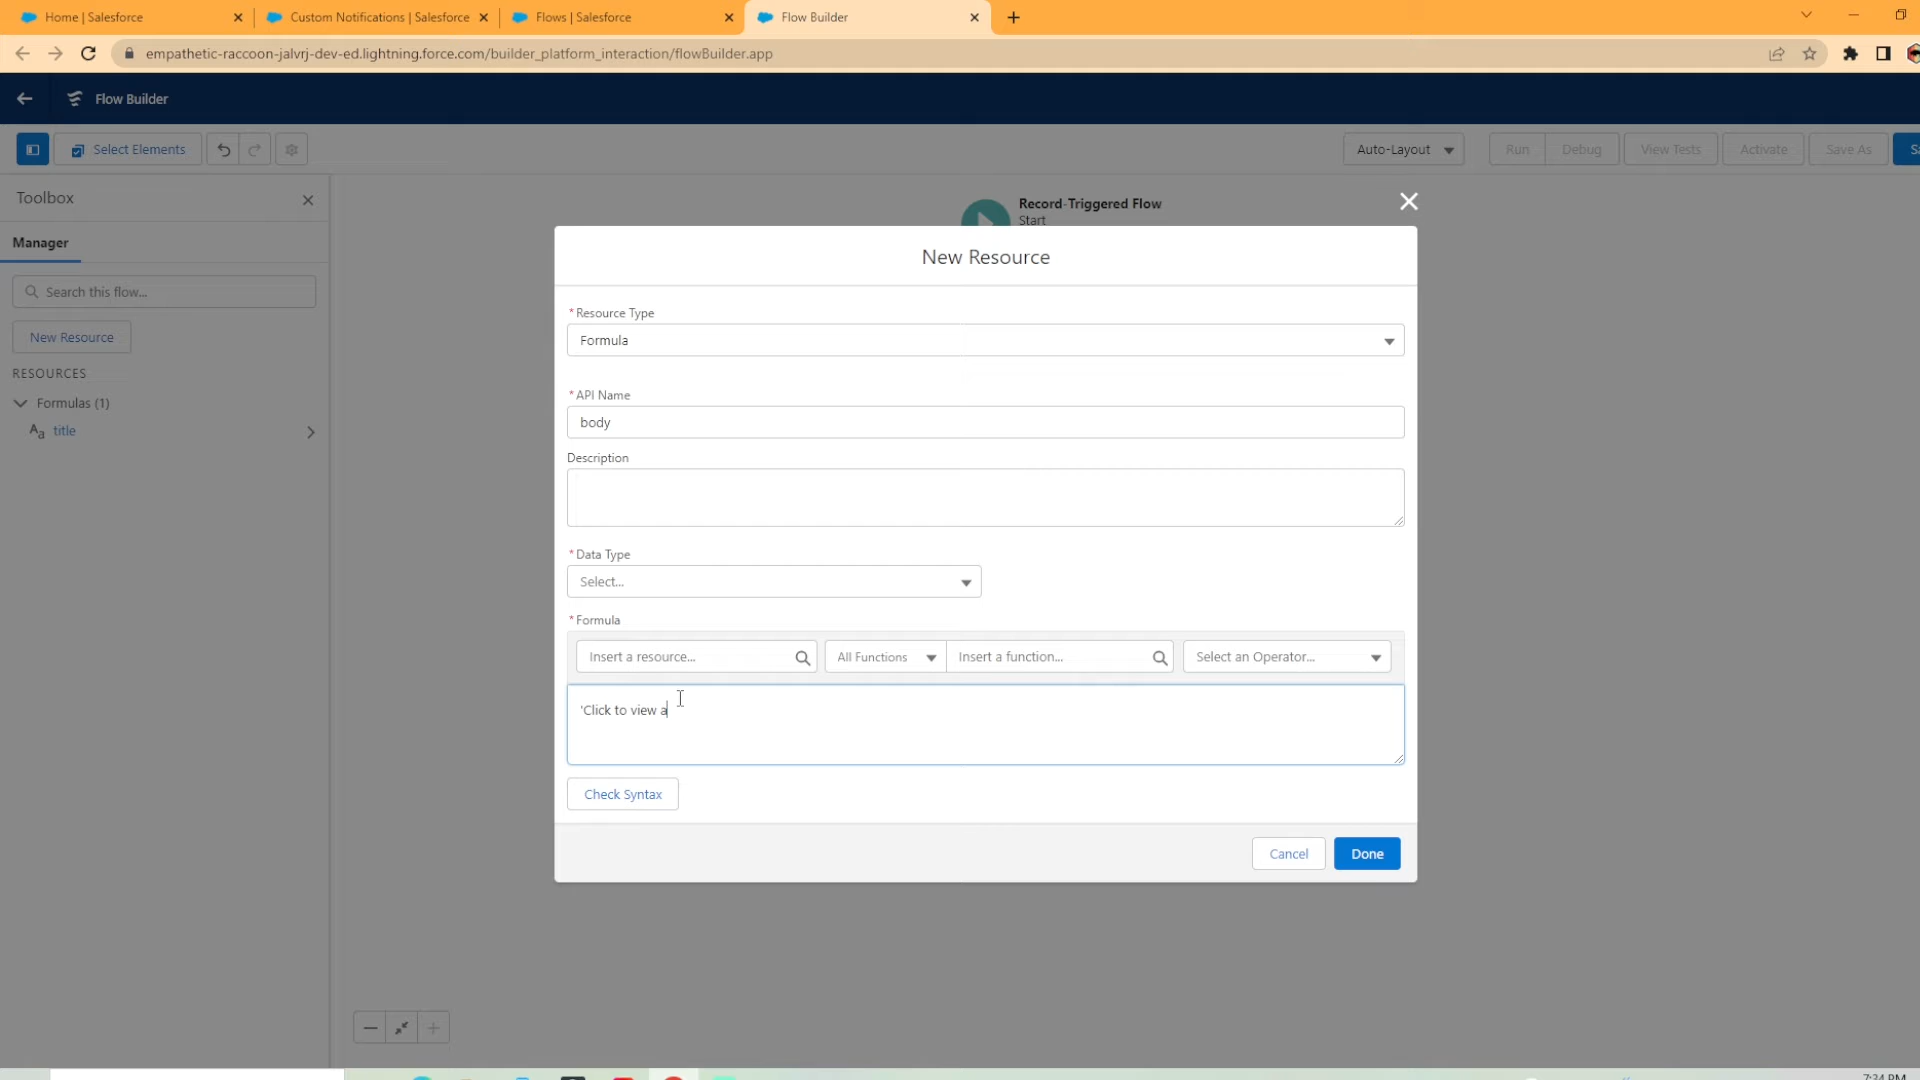 Home | Salesforce
Custom Notifications | Salesforce
Flows | Salesforce
Flow Builder
empathetic-raccoon-jalvrj-dev-ed.lightning.force.com/builder_platform_interaction/flowBuilder.app
Flow Builder
Select Elements
Auto-Layout
Run
Debug
View Tests
Activate
Save As
Toolbox
Manager
Search this flow...
New Resource
RESOURCES
Formulas (1)
Aa title
Record-Triggered Flow
Start
New Resource
* Resource Type
Formula
* API Name
body
Description
* Data Type
Select...
* Formula
Insert a resource...
All Functions
Insert a function...
Select an Operator...
'Click to view a
Check Syntax
Cancel
Done
7:34 PM